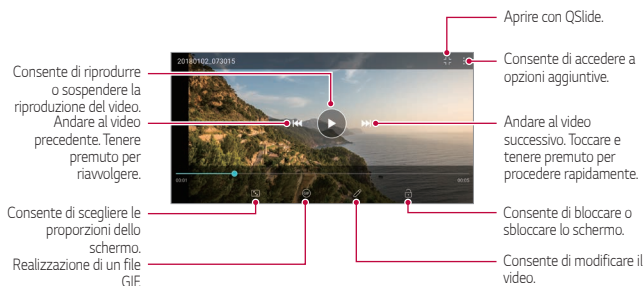 Aprire con QSlide.
20180102_073015
Consente di accedere a
opzioni aggiuntive.
Consente di riprodurre
o sospendere la
riproduzione del video.
Andare al video
precedente. Tenere
premuto per
riavvolgere.
Andare al video
successivo. Toccare e
tenere premuto per
procedere rapidamente.
00:01
00:05
GIF
Consente di scegliere le
proporzioni dello
schermo.
Realizzazione di un file
GIF.
Consente di bloccare o
sbloccare lo schermo.
Consente di modificare il
video.